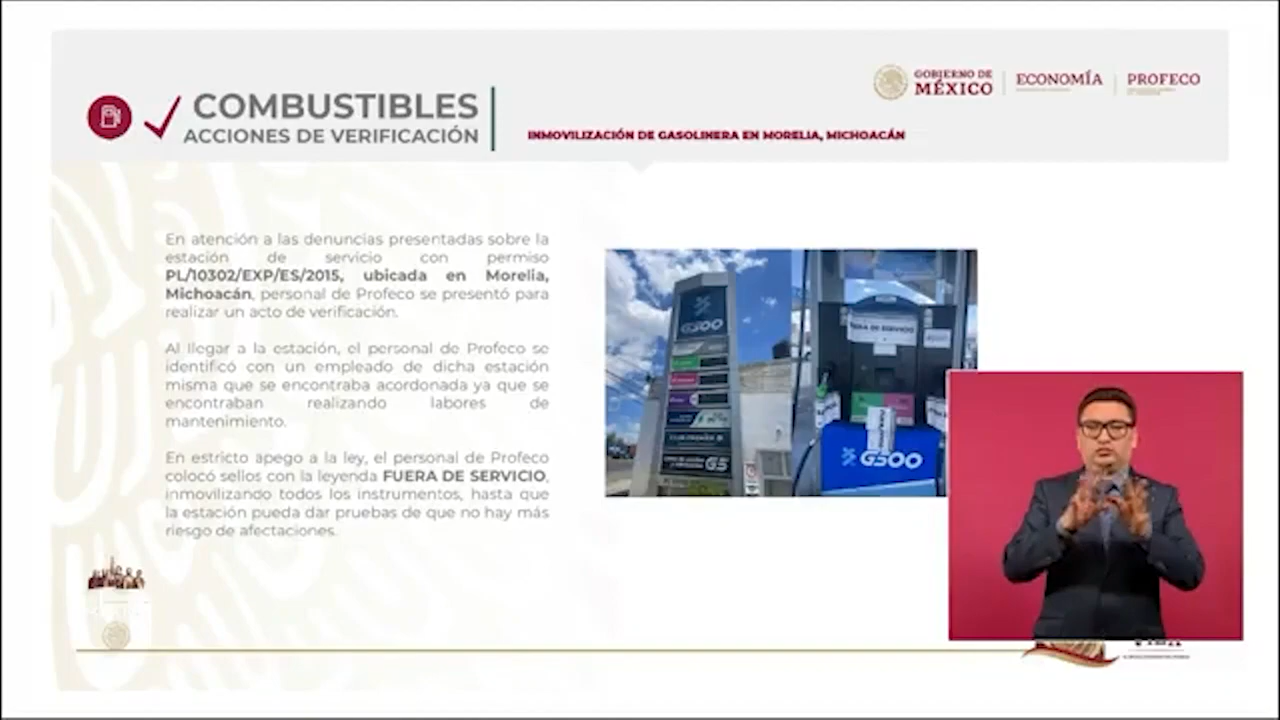 COMBUSTIBLES
ACCIONES DE VERIFICACIÓN
INMOVILIZACIÓN DE GASOLINERA EN MORELIA, MICHOACÁN
GOBIERNO DE
MÉXICO
ECONOMÍA
PROFECO
En atención a las denuncias presentadas sobre la
estación de servicio con permiso
PL/10302/EXP/ES/2015, ubicada en Morelia,
Michoacán, personal de Profeco se presentó para
realizar un acto de verificación.
Al llegar a la estación, el personal de Profeco se
identificó con un empleado de dicha estación
misma que se encontraba acordonada ya que se
encontraban realizando labores de
mantenimiento.
En estricto apego a la ley, el personal de Profeco
colocó sellos con la leyenda FUERA DE SERVICIO,
inmovilizando todos los instrumentos, hasta que
la estación pueda dar pruebas de que no hay más
riesgo de afectaciones.
G500
G5
DE SERVICIO
G500